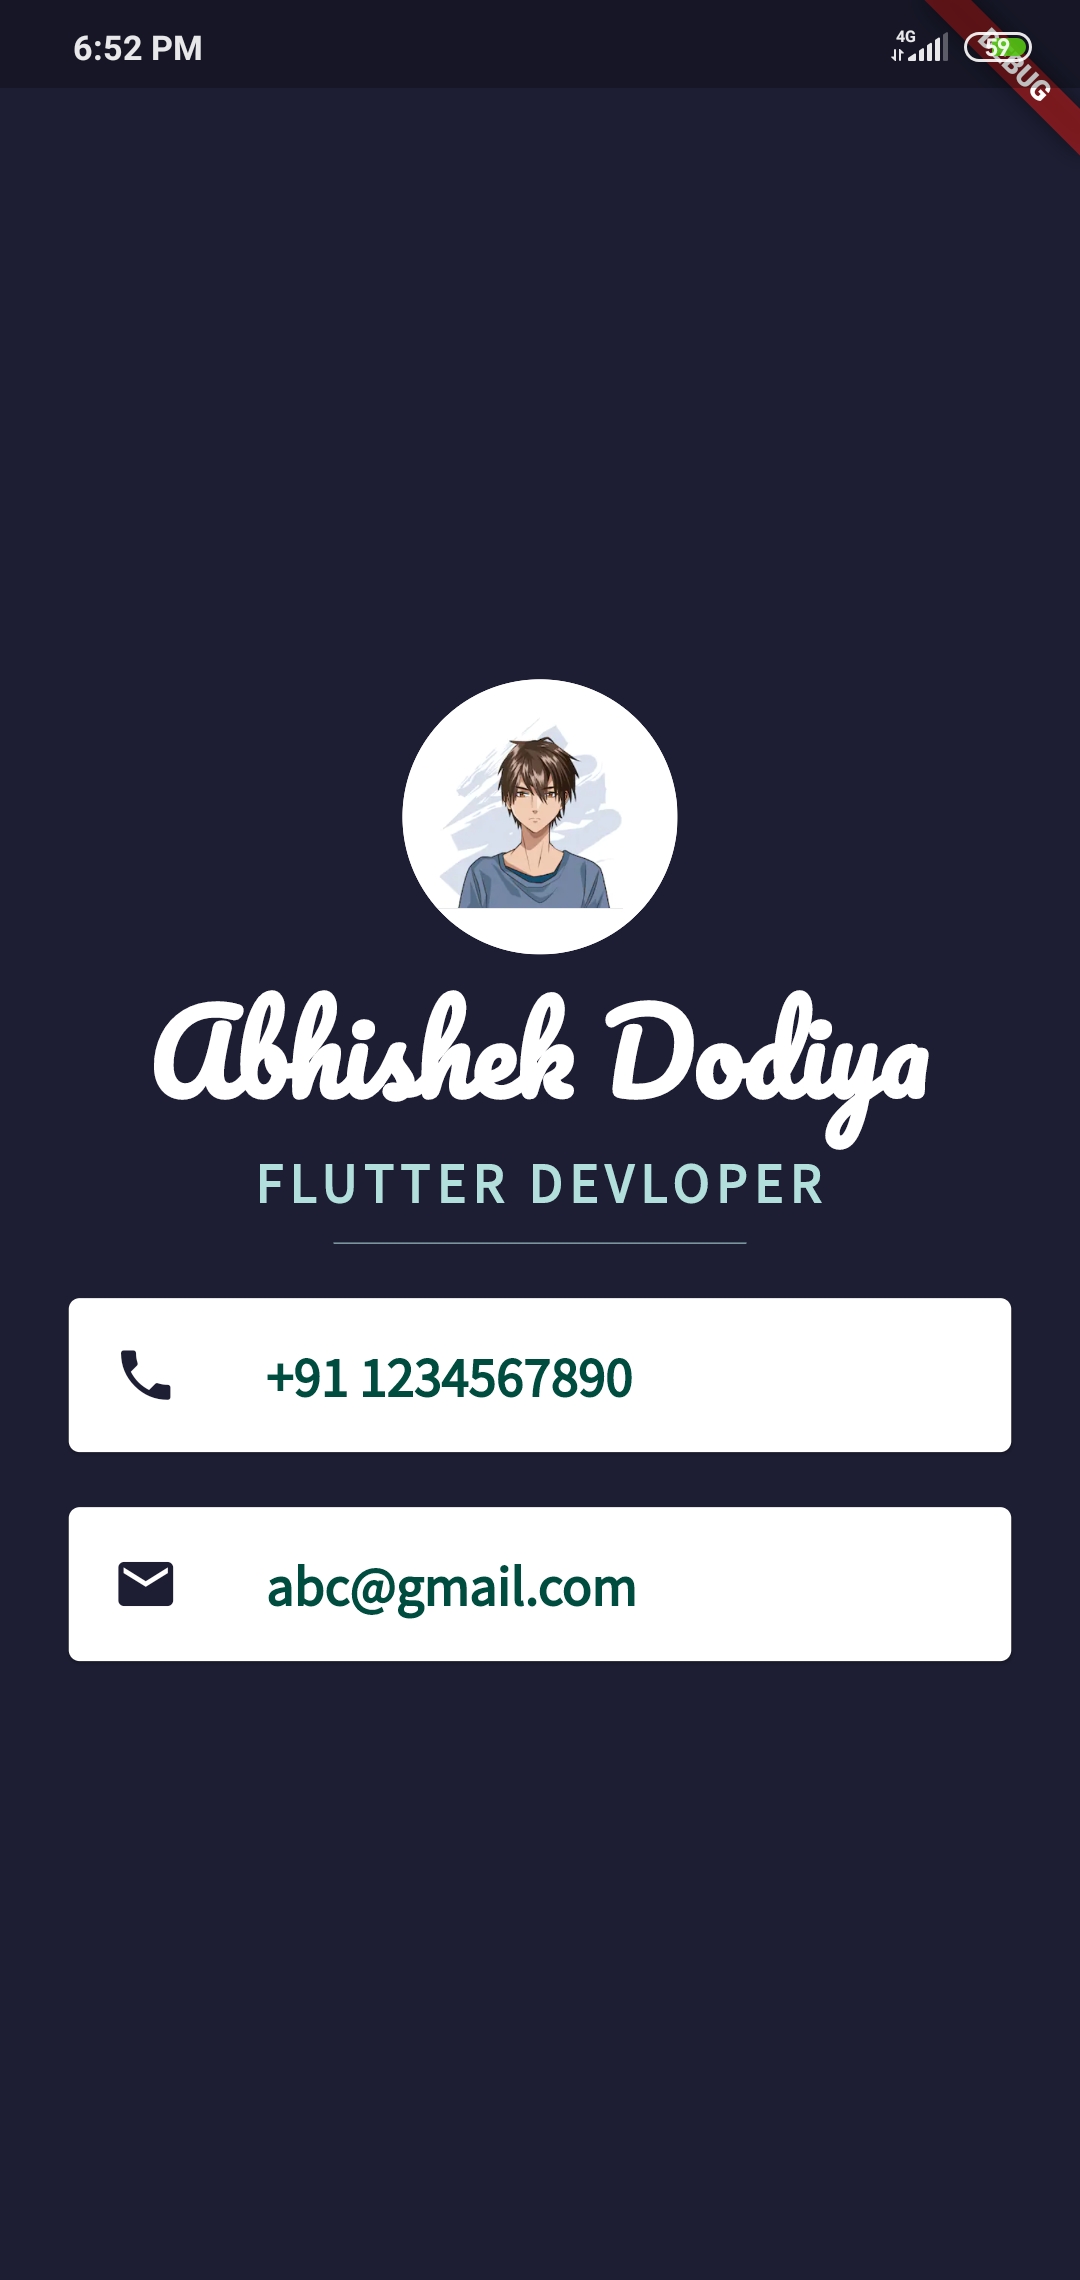 6:52 PM
4G
59
DEBUG
Abhishek Dodiya
FLUTTER DEVLOPER
+91 1234567890
abc@gmail.com